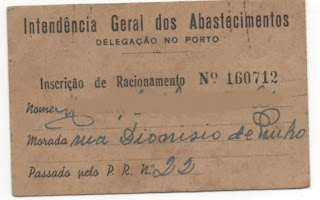 Intendência Geral dos Abastecimentos
DELEGAÇÃO NO PORTO
Inscrição de Racionamento Nº 160712
Nome
Morada rua Dionisio de Pinho
Passado pelo P. R. N.º 22